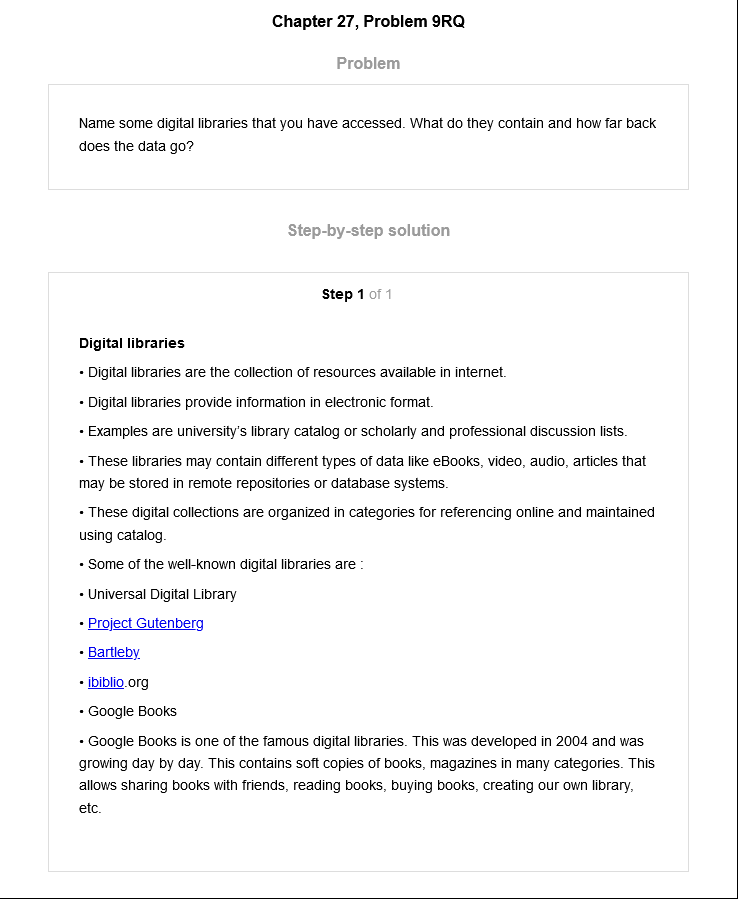 Chapter 27, Problem 9RQ
Problem
Name some digital libraries that you have accessed. What do they contain and how far back
does the data go?
Step-by-step solution
Step 1 of 1
Digital libraries
• Digital libraries are the collection of resources available in internet.
• Digital libraries provide information in electronic format.
• Examples are university's library catalog or scholarly and professional discussion lists.
• These libraries may contain different types of data like eBooks, video, audio, articles that
may be stored in remote repositories or database systems.
• These digital collections are organized in categories for referencing online and maintained
using catalog.
• Some of the well-known digital libraries are :
• Universal Digital Library
• Project Gutenberg
• Bartleby
• ibiblio.org
• Google Books
• Google Books is one of the famous digital libraries. This was developed in 2004 and was
growing day by day. This contains soft copies of books, magazines in many categories. This
allows sharing books with friends, reading books, buying books, creating our own library,
etc.